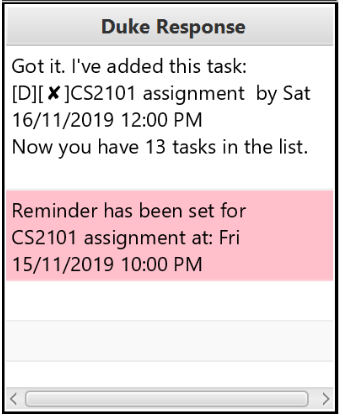 Duke Response
Got it. I've added this task:
[D][✘]CS2101 assignment  by Sat
16/11/2019 12:00 PM
Now you have 13 tasks in the list.
Reminder has been set for
CS2101 assignment at: Fri
15/11/2019 10:00 PM